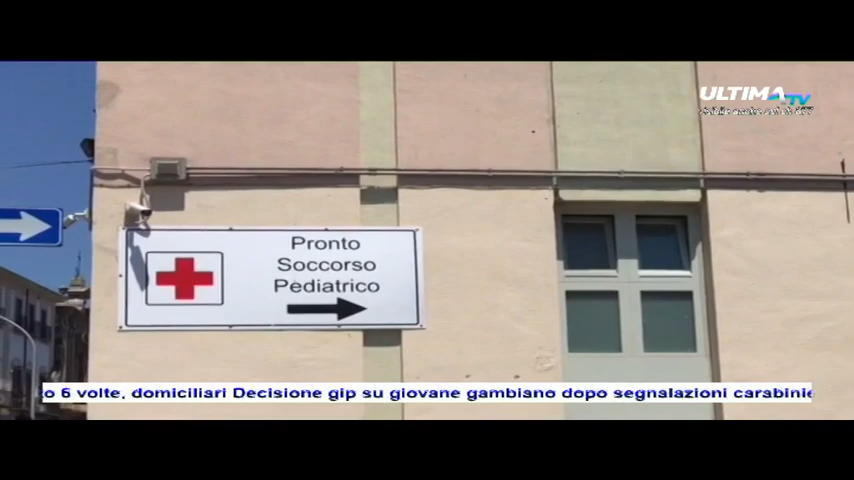 ULTIMA TV
Pronto
Soccorso
Pediatrico
o 6 volte, domiciliari Decisione gip su giovane gambiano dopo segnalazioni carabinie